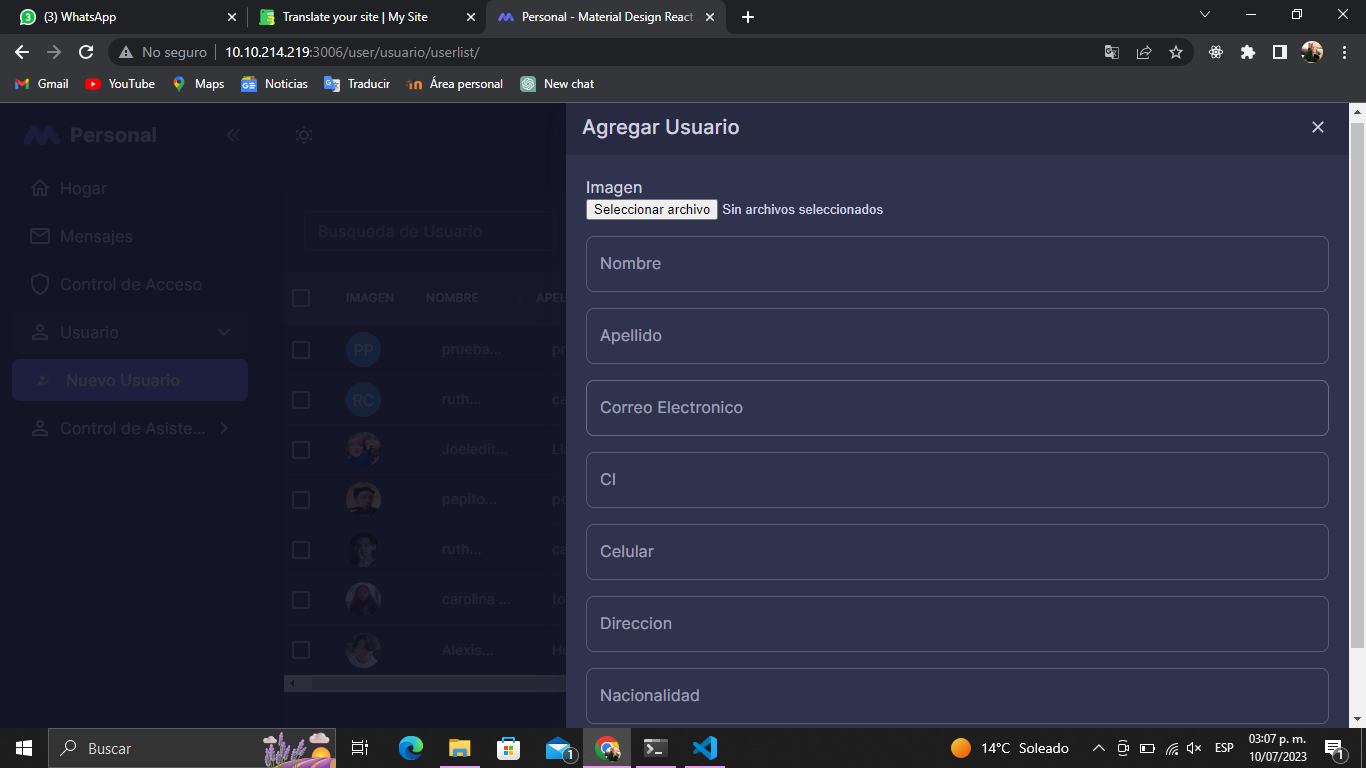 (3) WhatsApp
Translate your site | My Site
Personal - Material Design React
No seguro
10.10.214.219:3006/user/usuario/userlist/
Gmail
YouTube
Maps
Noticias
Traducir
Área personal
New chat
Personal
Hogar
Mensajes
Control de Acceso
Usuario
Nuevo Usuario
Control de Asiste...
Busqueda de Usuario
IMAGEN NOMBRE APEL
PP prueba... pr
RC ruth... ca
Joeledit... Lla
pepito... pe
ruth... ca
carolina ... to
Alexis... Hu
Agregar Usuario
Imagen
Seleccionar archivo Sin archivos seleccionados
Nombre
Apellido
Correo Electronico
CI
Celular
Direccion
Nacionalidad
Buscar
1
14°C Soleado
ESP
03:07 p. m.
10/07/2023
1